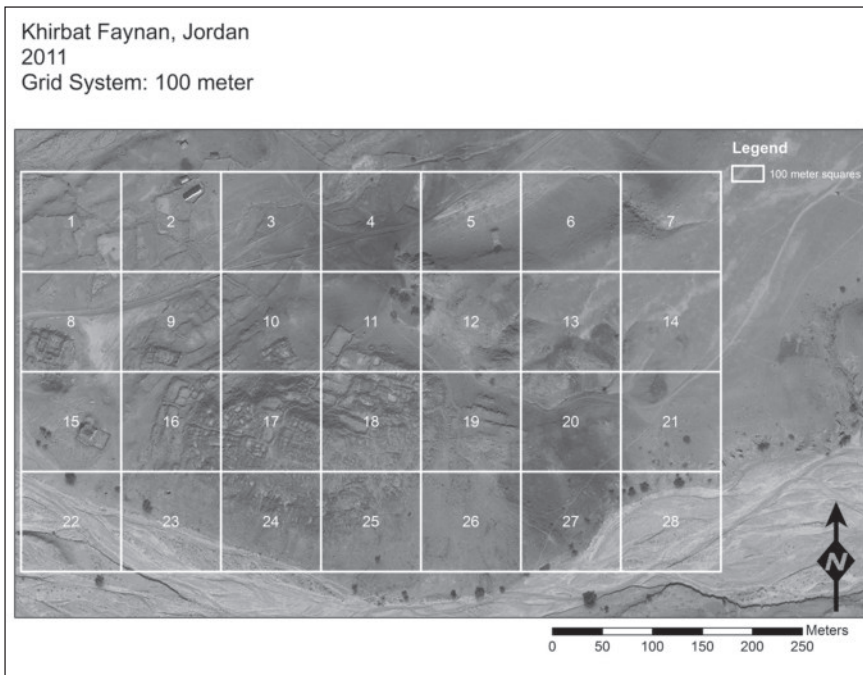 Khirbat Faynan, Jordan
2011
Grid System: 100 meter
Legend
100 meter squares
1 2 3 4 5 6 7
8 9 10 11 12 13 14
15 16 17 18 19 20 21
22 23 24 25 26 27 28
N
Meters
0 50 100 150 200 250